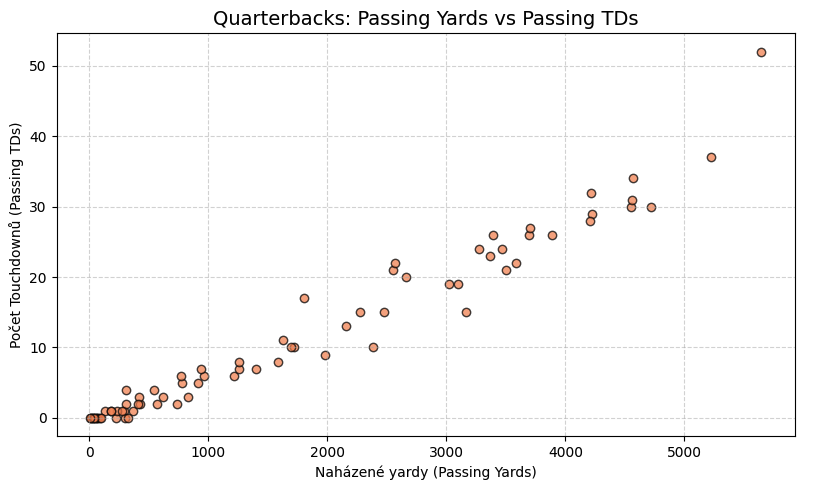 Quarterbacks: Passing Yards vs Passing TDs
Počet Touchdownů (Passing TDs)
50
40
30
20
10
0
0 1000 2000 3000 4000 5000
Naházené yardy (Passing Yards)